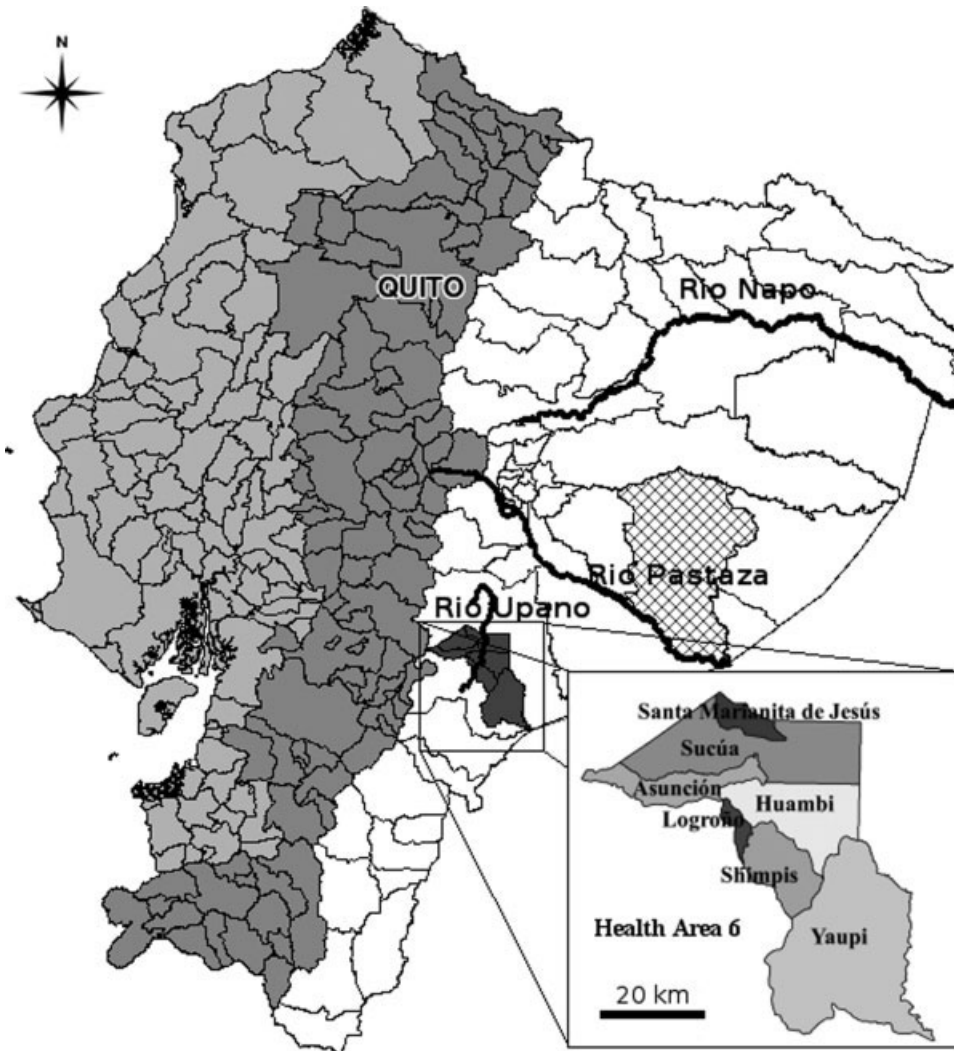 N
QUITO
Rio Napo
Rio Pastaza
Rio Upano
Santa Marianita de Jesús
Sucúa
Asunción
Huambi
Logroño
Shimpis
Yaupi
Health Area 6
20 km